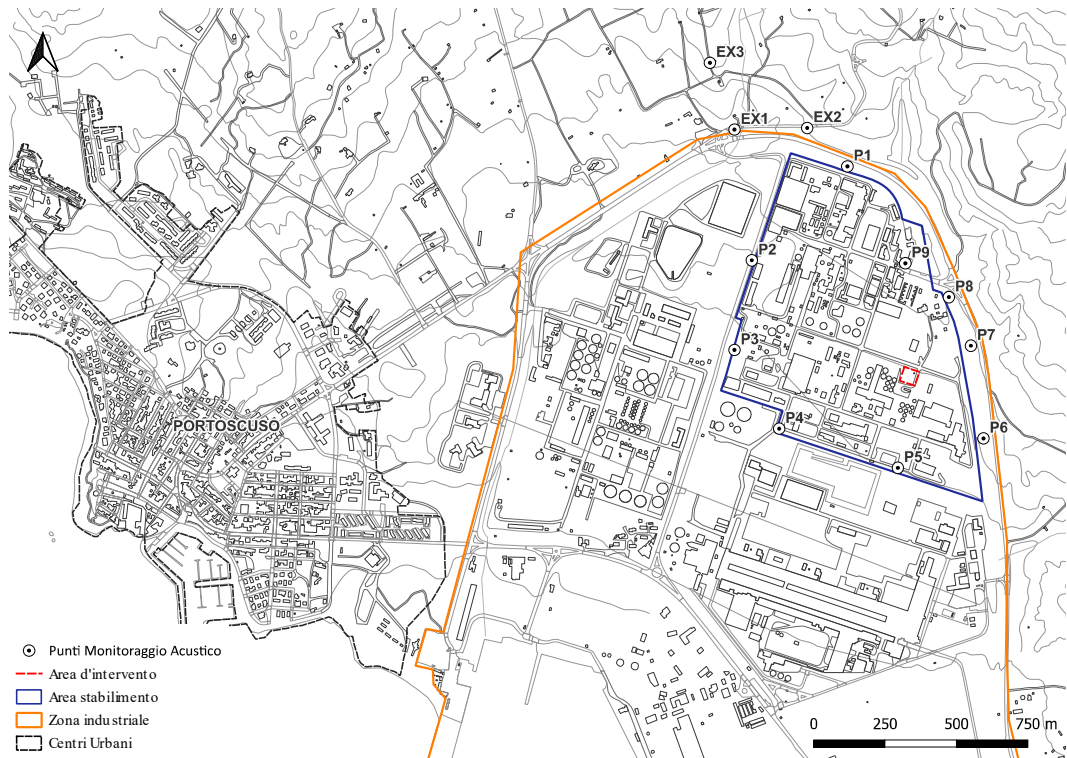 EX3
EX1
EX2
P1
P2
P9
P8
P3
P7
P4
P6
P5
PORTOSCUSO
Punti Monitoraggio Acustico
Area d'intervento
Area stabilimento
Zona industriale
Centri Urbani
0 250 500 750 m